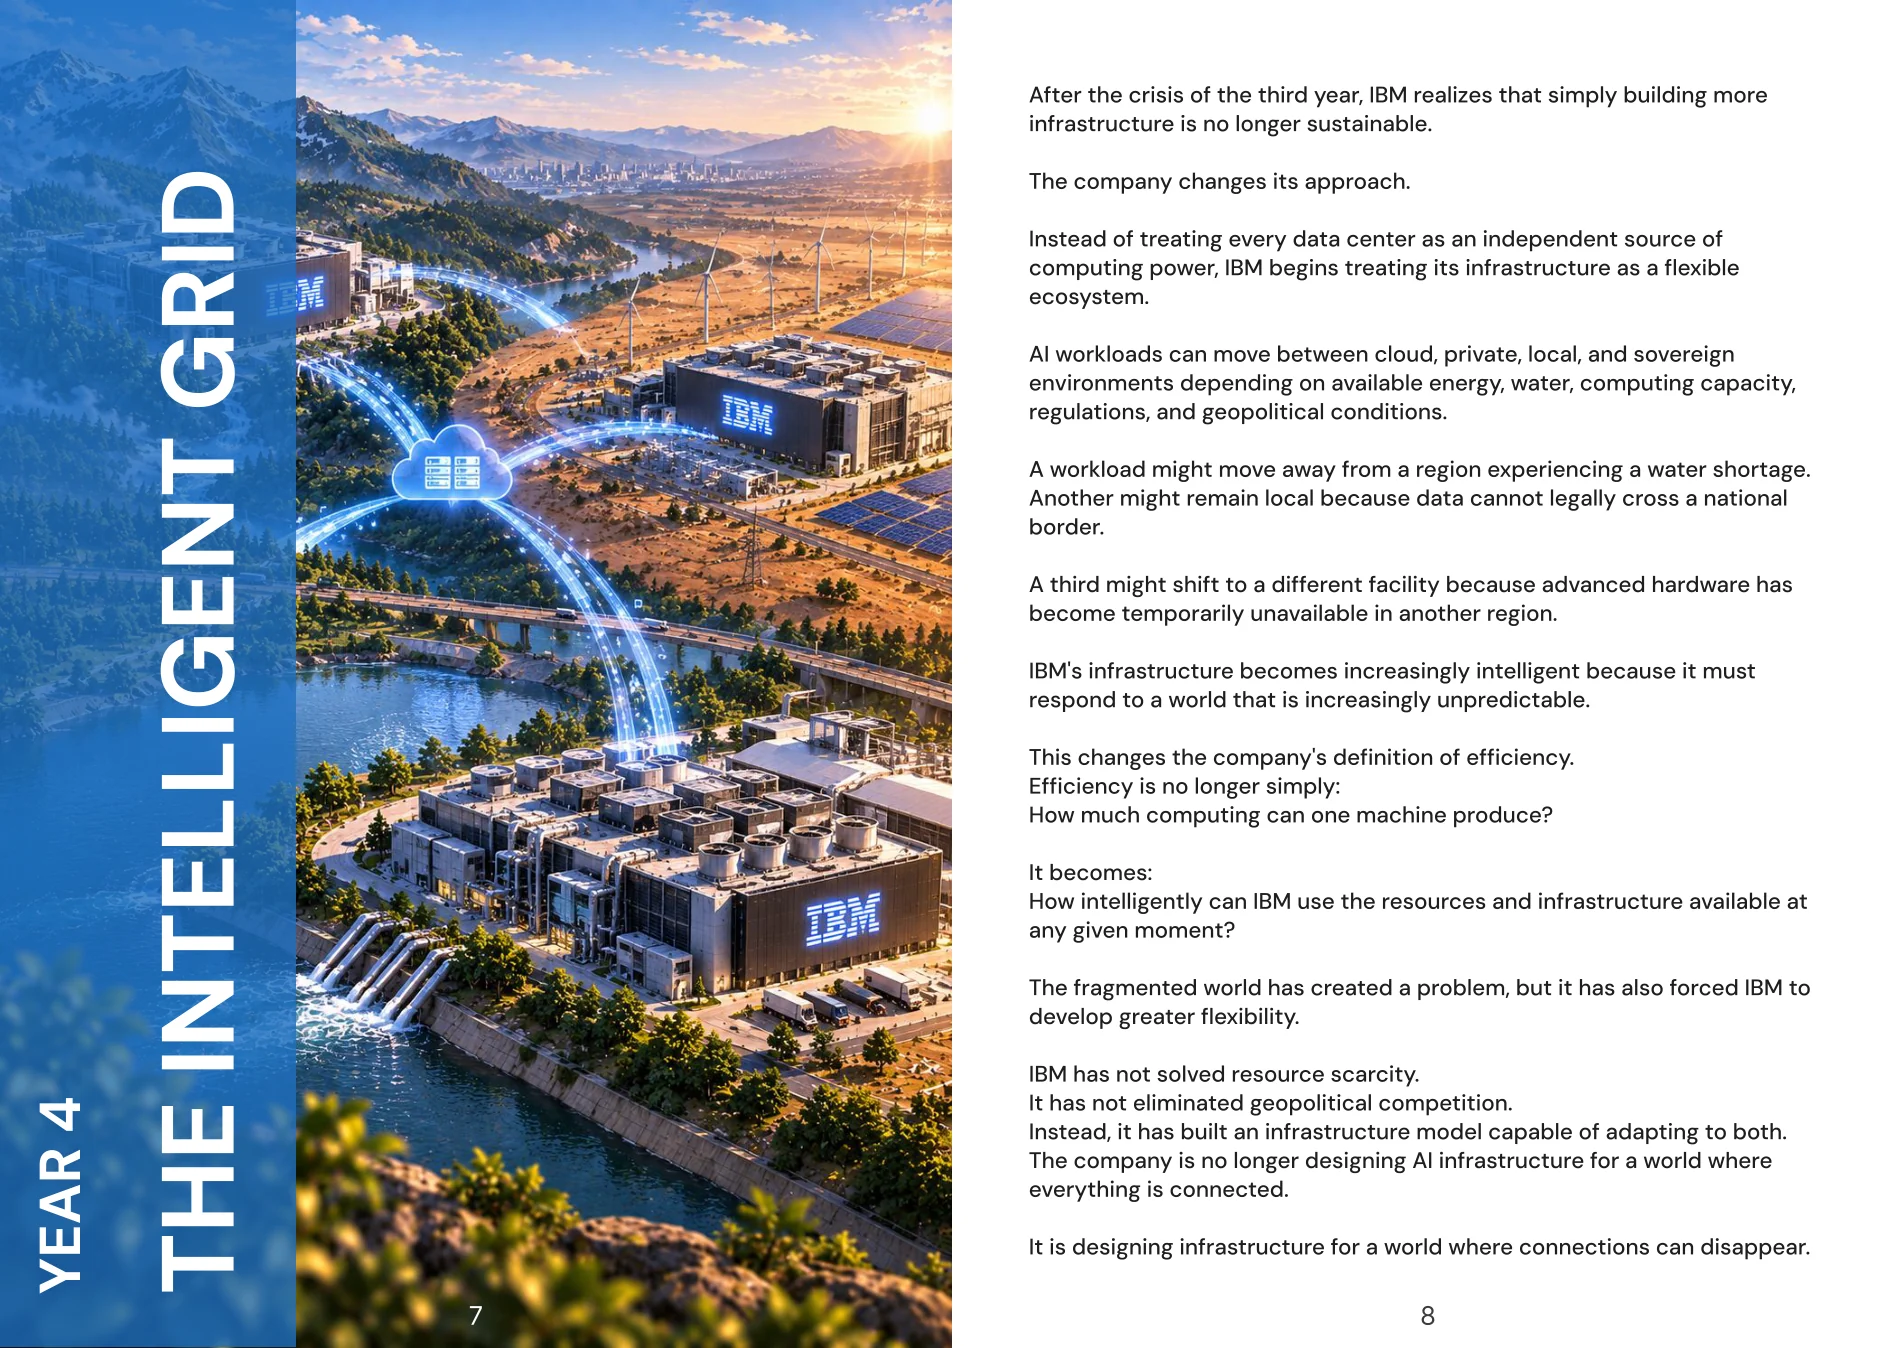 YEAR 4
THE INTELLIGENT GRID
IBM
IBM
IBM
7
After the crisis of the third year, IBM realizes that simply building more
infrastructure is no longer sustainable.
The company changes its approach.
Instead of treating every data center as an independent source of
computing power, IBM begins treating its infrastructure as a flexible
ecosystem.
AI workloads can move between cloud, private, local, and sovereign
environments depending on available energy, water, computing capacity,
regulations, and geopolitical conditions.
A workload might move away from a region experiencing a water shortage.
Another might remain local because data cannot legally cross a national
border.
A third might shift to a different facility because advanced hardware has
become temporarily unavailable in another region.
IBM's infrastructure becomes increasingly intelligent because it must
respond to a world that is increasingly unpredictable.
This changes the company's definition of efficiency.
Efficiency is no longer simply:
How much computing can one machine produce?
It becomes:
How intelligently can IBM use the resources and infrastructure available at
any given moment?
The fragmented world has created a problem, but it has also forced IBM to
develop greater flexibility.
IBM has not solved resource scarcity.
It has not eliminated geopolitical competition.
Instead, it has built an infrastructure model capable of adapting to both.
The company is no longer designing AI infrastructure for a world where
everything is connected.
It is designing infrastructure for a world where connections can disappear.
8